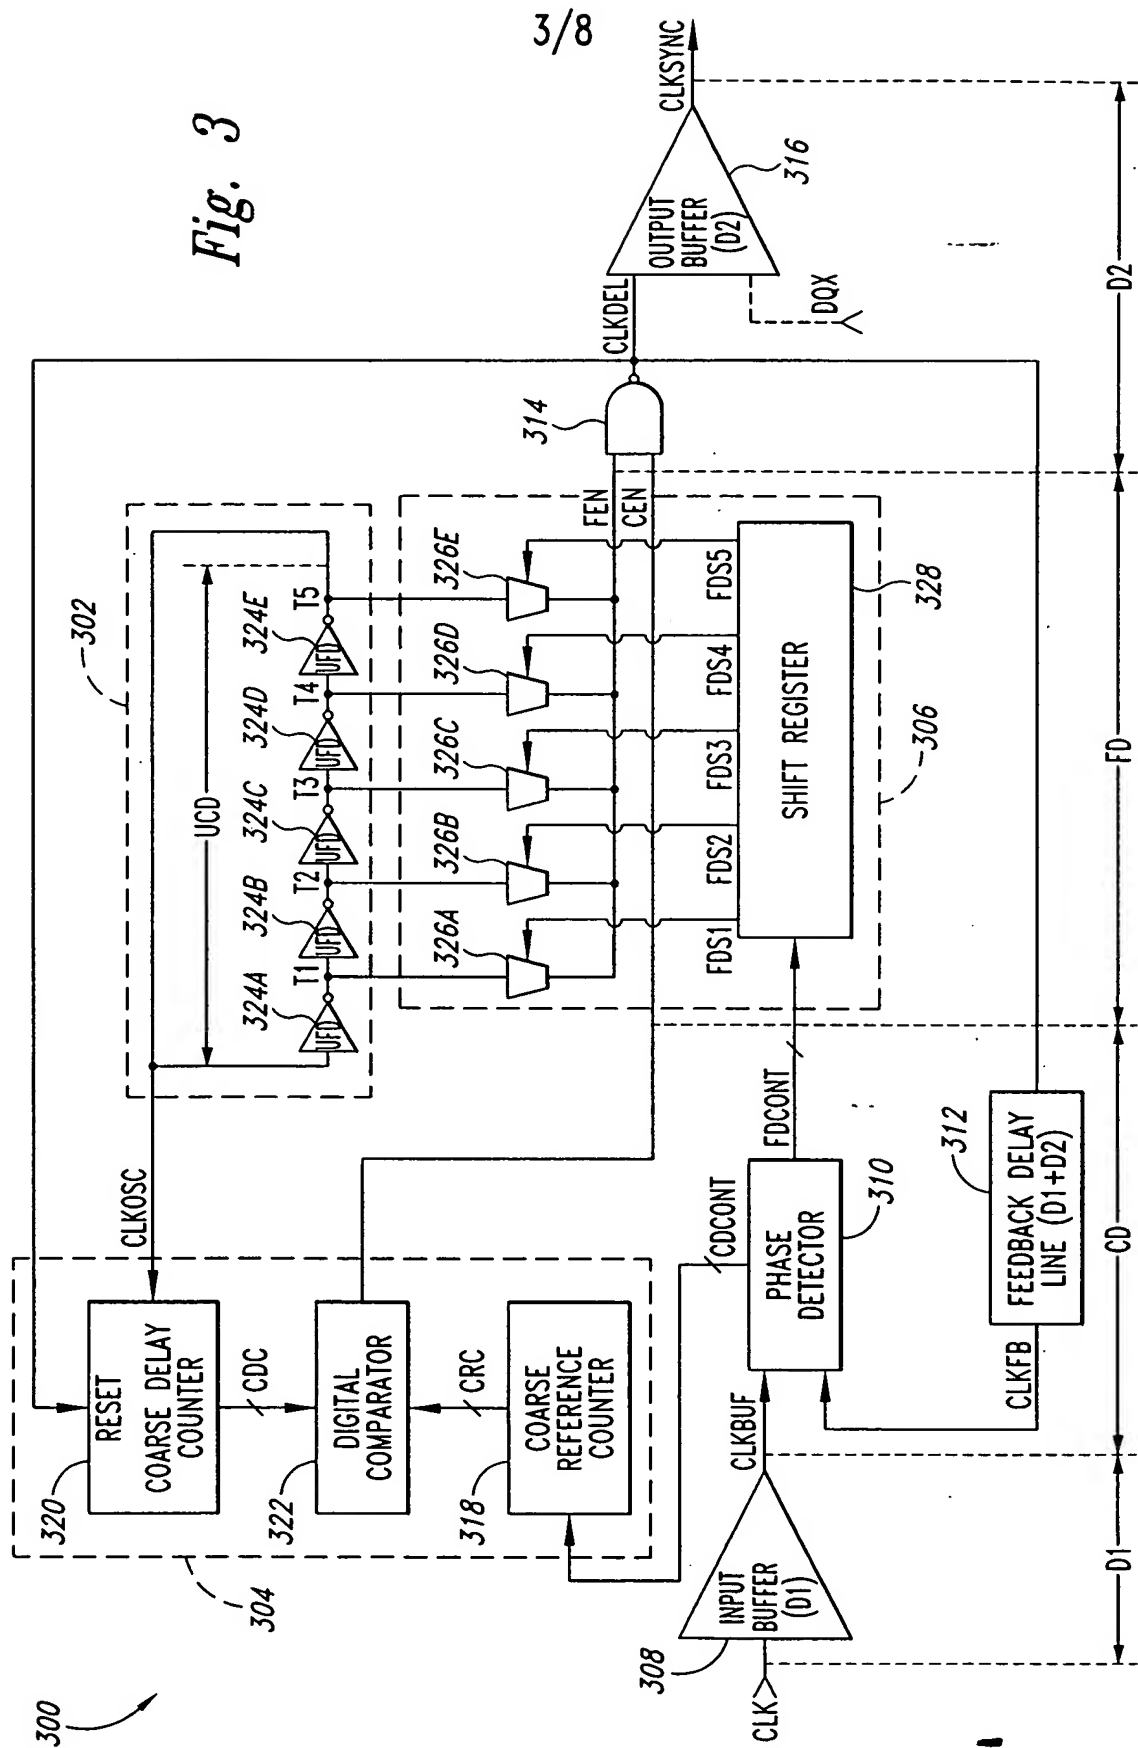 3/8
Fig. 3
300
304
320
RESET
COARSE DELAY
COUNTER
CDC
322
DIGITAL
COMPARATOR
CRC
318
COARSE
REFERENCE
COUNTER
CLKOSC
302
UCD
324A
UFD
T1
324B
UFD
T2
324C
UFD
T3
324D
UFD
T4
324E
UFD
T5
326A
326B
326C
326D
326E
FEN
CEN
FDS1
FDS2
FDS3
FDS4
FDS5
SHIFT REGISTER
328
306
314
CLKDEL
OUTPUT
BUFFER
(D2)
316
CLKSYNC
DQX
CLK
308
INPUT
BUFFER
(D1)
CLKBUF
CDCONT
PHASE
DETECTOR
310
FDCONT
CLKFB
312
FEEDBACK DELAY
LINE (D1+D2)
D1
CD
FD
D2